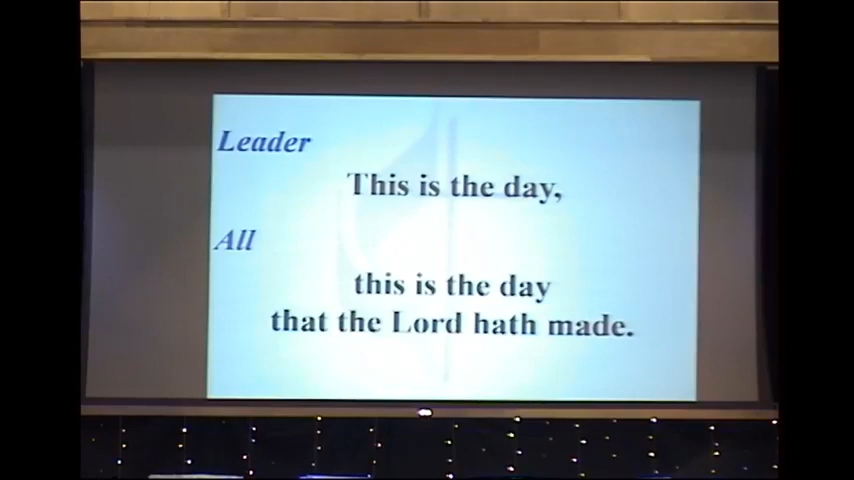 Leader
This is the day,
All
this is the day
that the Lord hath made.